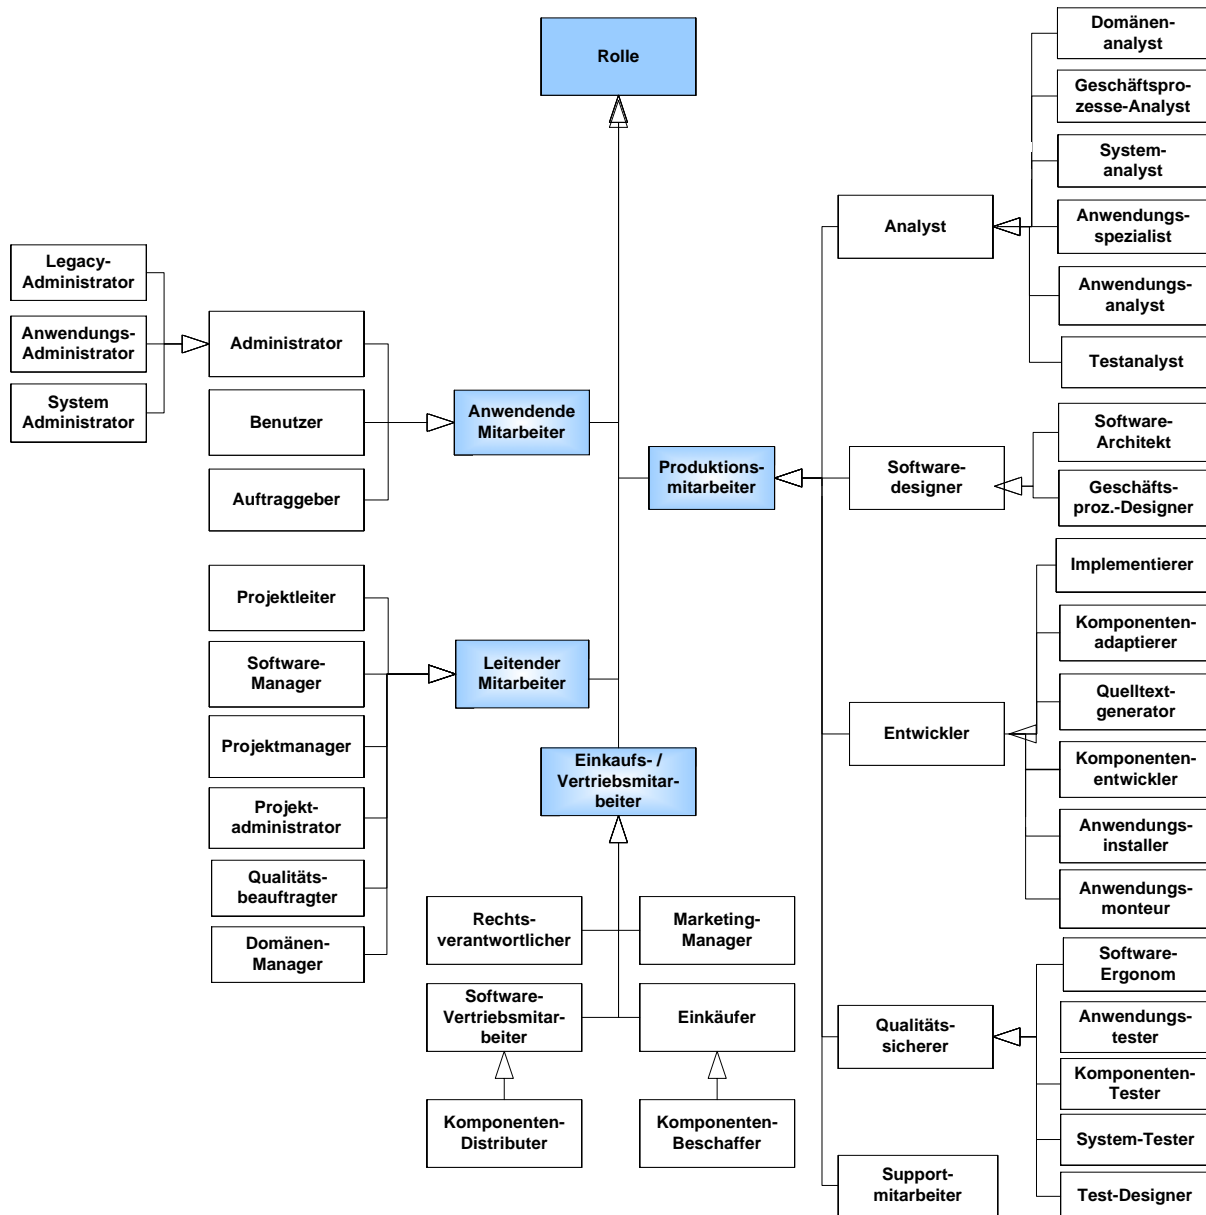 Rolle
Domänen-
analyst
Geschäftspro-
zesse-Analyst
System-
analyst
Analyst
Anwendungs-
spezialist
Anwendungs-
analyst
Testanalyst
Legacy-
Administrator
Anwendungs-
Administrator
System
Administrator
Administrator
Benutzer
Auftraggeber
Anwendende
Mitarbeiter
Produktions-
mitarbeiter
Software-
designer
Software-
Architekt
Geschäfts-
proz.-Designer
Projektleiter
Software-
Manager
Projektmanager
Projekt-
administrator
Qualitäts-
beauftragter
Domänen-
Manager
Leitender
Mitarbeiter
Einkaufs- /
Vertriebsmitar-
beiter
Entwickler
Implementierer
Komponenten-
adaptierer
Quelltext-
generator
Komponenten-
entwickler
Anwendungs-
installer
Anwendungs-
monteur
Rechts-
verantwortlicher
Marketing-
Manager
Software-
Vertriebsmitar-
beiter
Einkäufer
Komponenten-
Distributer
Komponenten-
Beschaffer
Qualitäts-
sicherer
Software-
Ergonom
Anwendungs-
tester
Komponenten-
Tester
System-Tester
Test-Designer
Support-
mitarbeiter